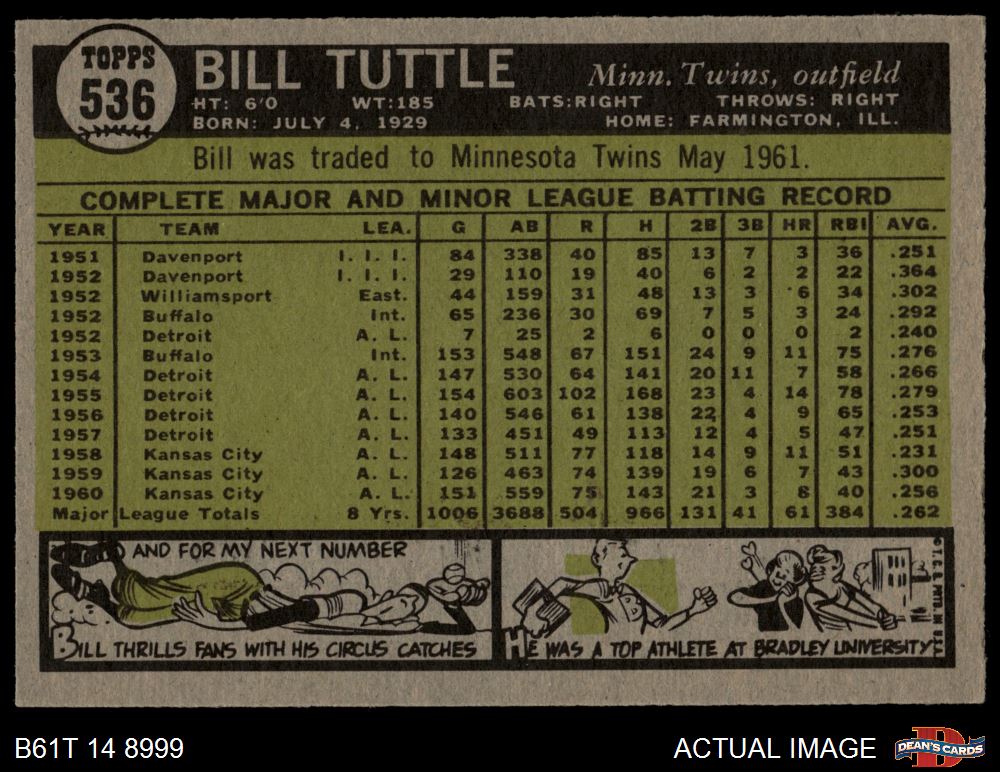 TOPPS
536
BILL TUTTLE
Minn. Twins, outfield
HT: 6'0 WT:185 BATS:RIGHT THROWS: RIGHT
BORN: JULY 4, 1929 HOME: FARMINGTON, ILL.
Bill was traded to Minnesota Twins May 1961.
COMPLETE MAJOR AND MINOR LEAGUE BATTING RECORD
YEAR TEAM LEA. G AB R H 2B 3B HR RBI AVG.
1951 Davenport I. I. I. 84 338 40 85 13 7 3 36 .251
1952 Davenport I. I. I. 29 110 19 40 6 2 2 22 .364
1952 Williamsport East. 44 159 31 48 13 3 6 34 .302
1952 Buffalo Int. 65 236 30 69 7 5 3 24 .292
1952 Detroit A. L. 7 25 2 6 0 0 0 2 .240
1953 Buffalo Int. 153 548 67 151 24 9 11 75 .276
1954 Detroit A. L. 147 530 64 141 20 11 7 58 .266
1955 Detroit A. L. 154 603 102 168 23 4 14 78 .279
1956 Detroit A. L. 140 546 61 138 22 4 9 65 .253
1957 Detroit A. L. 133 451 49 113 12 4 5 47 .251
1958 Kansas City A. L. 148 511 77 118 14 9 11 51 .231
1959 Kansas City A. L. 126 463 74 139 19 6 7 43 .300
1960 Kansas City A. L. 151 559 75 143 21 3 8 40 .256
Major League Totals 8 Yrs. 1006 3688 504 966 131 41 61 384 .262
AND FOR MY NEXT NUMBER
BILL THRILLS FANS WITH HIS CIRCUS CATCHES
HE WAS A TOP ATHLETE AT BRADLEY UNIVERSITY
© T. C. G. PRTD. IN U.S.A.
B61T 14 8999
ACTUAL IMAGE
DEAN'S CARDS